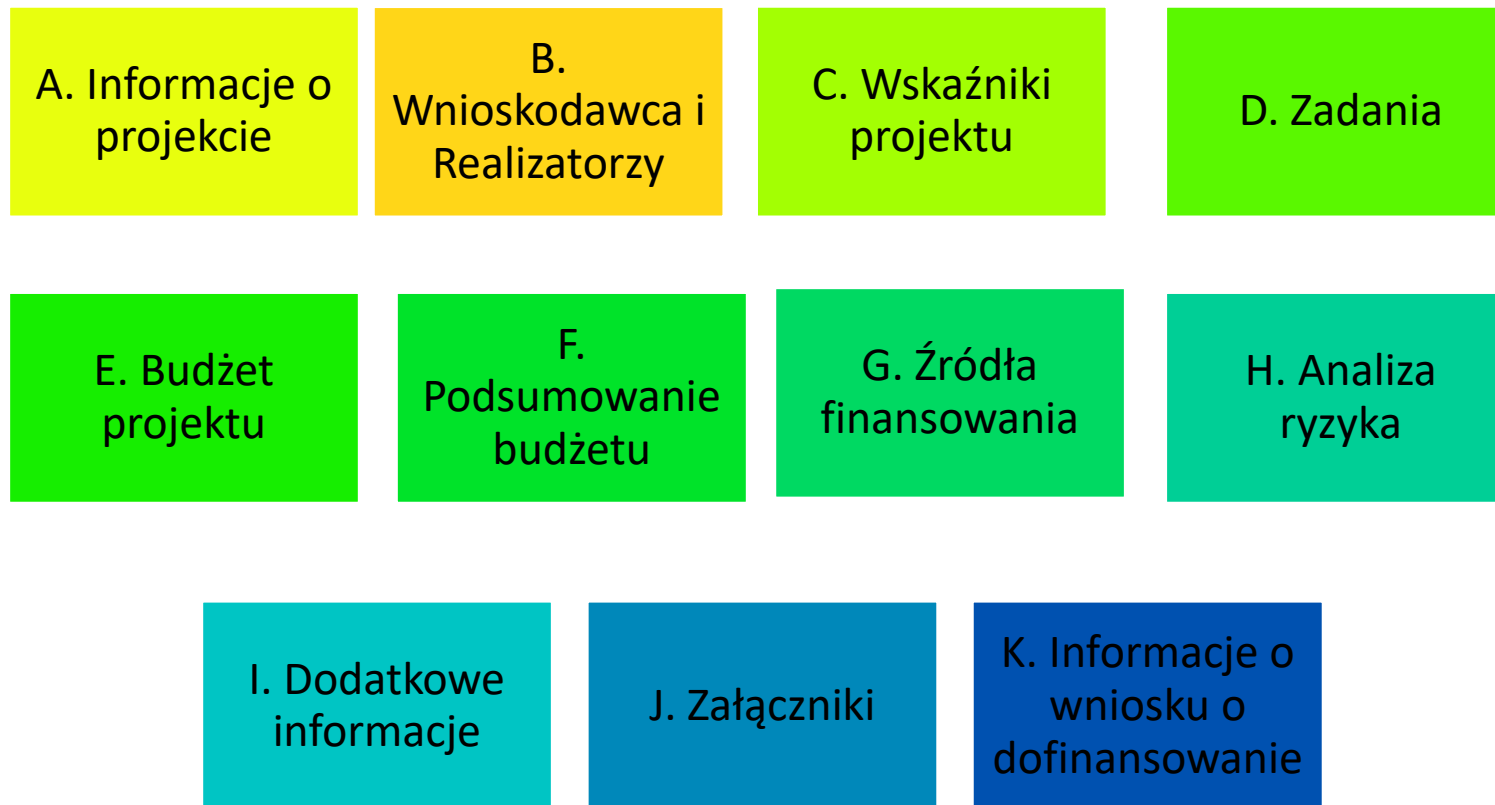 A. Informacje o
projekcie
B.
Wnioskodawca i
Realizatorzy
C. Wskaźniki
projektu
D. Zadania
E. Budżet
projektu
F.
Podsumowanie
budżetu
G. Źródła
finansowania
H. Analiza
ryzyka
I. Dodatkowe
informacje
J. Załączniki
K. Informacje o
wniosku o
dofinansowanie